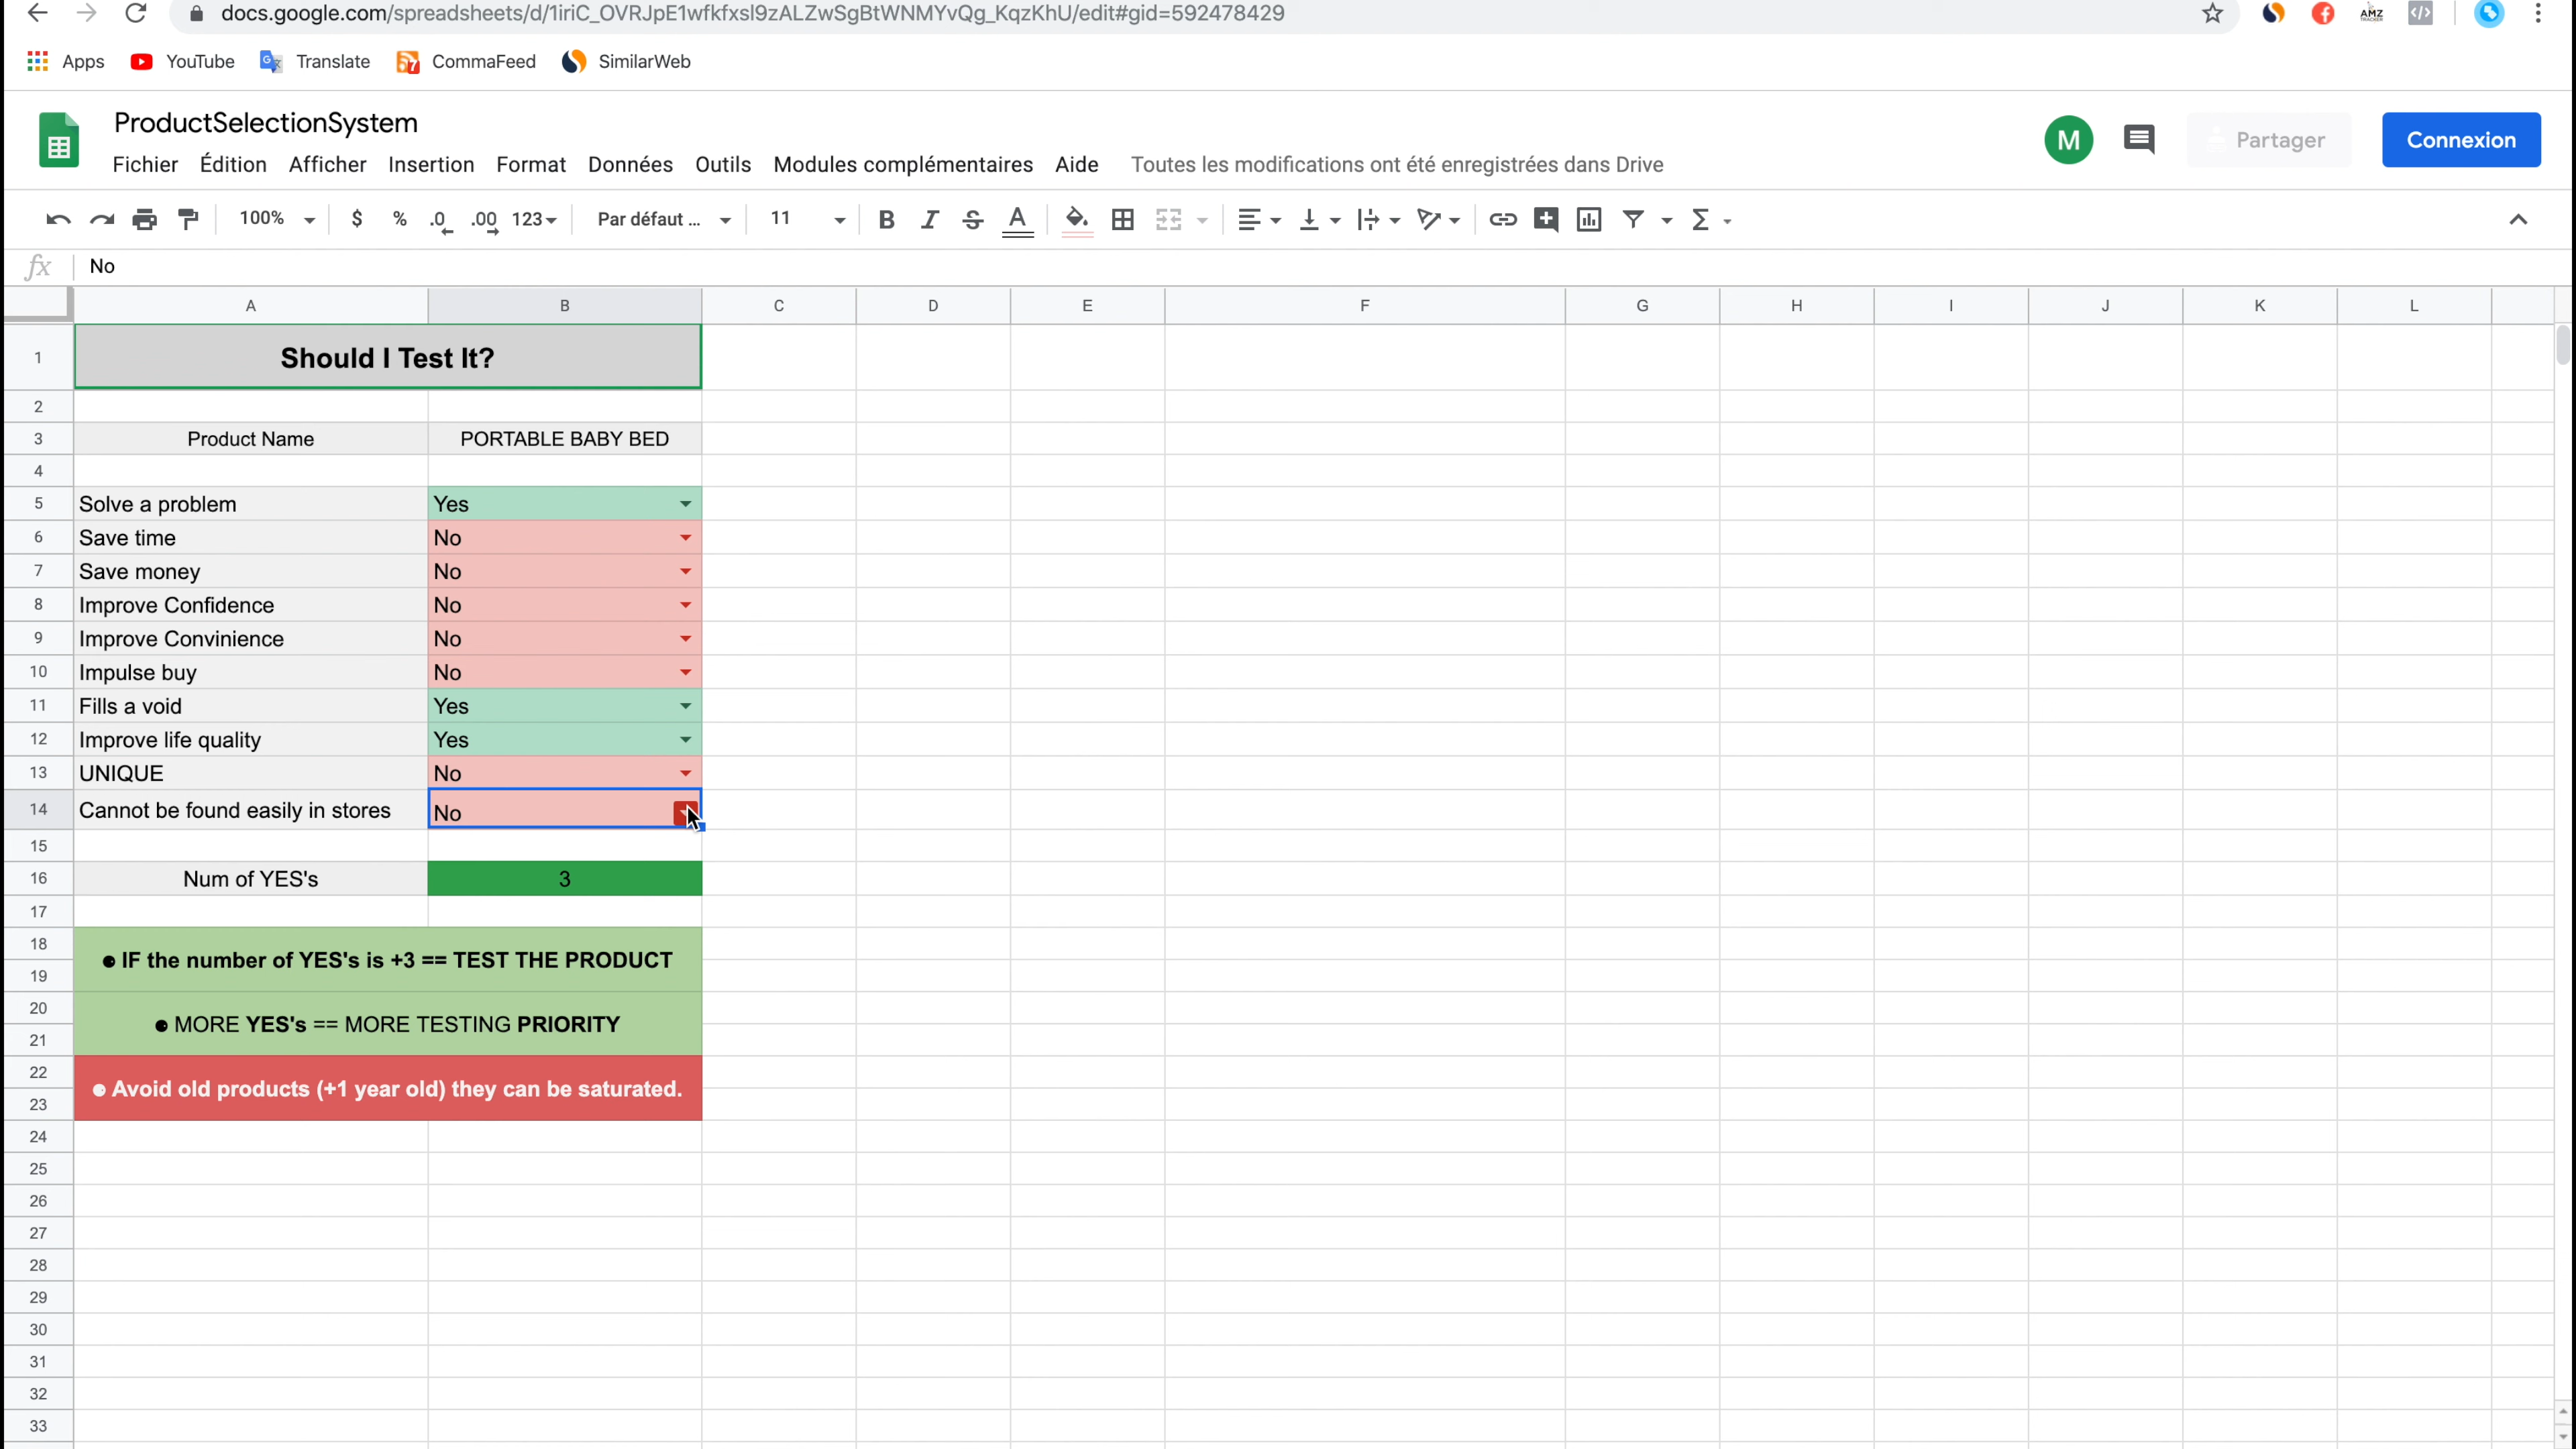 docs.google.com/spreadsheets/d/1iriC_OVRJpE1wfkfxsl9zALZwSgBtWNMYvQg_KqzKhU/edit#gid=592478429
AMZ
Apps YouTube Translate CommaFeed SimilarWeb
ProductSelectionSystem
M Partager Connexion
Fichier Édition Afficher Insertion Format Données Outils Modules complémentaires Aide Toutes les modifications ont été enregistrées dans Drive
100% $ % .0 .00 123 Par défaut ... 11 B I S A
fx No
A B C D E F G H I J K L
1 Should I Test It?
2
3 Product Name PORTABLE BABY BED
4
5 Solve a problem Yes
6 Save time No
7 Save money No
8 Improve Confidence No
9 Improve Convinience No
10 Impulse buy No
11 Fills a void Yes
12 Improve life quality Yes
13 UNIQUE No
14 Cannot be found easily in stores No
15
16 Num of YES's 3
17
18
● IF the number of YES's is +3 == TEST THE PRODUCT
19
20
● MORE YES's == MORE TESTING PRIORITY
21
22
● Avoid old products (+1 year old) they can be saturated.
23
24
25
26
27
28
29
30
31
32
33